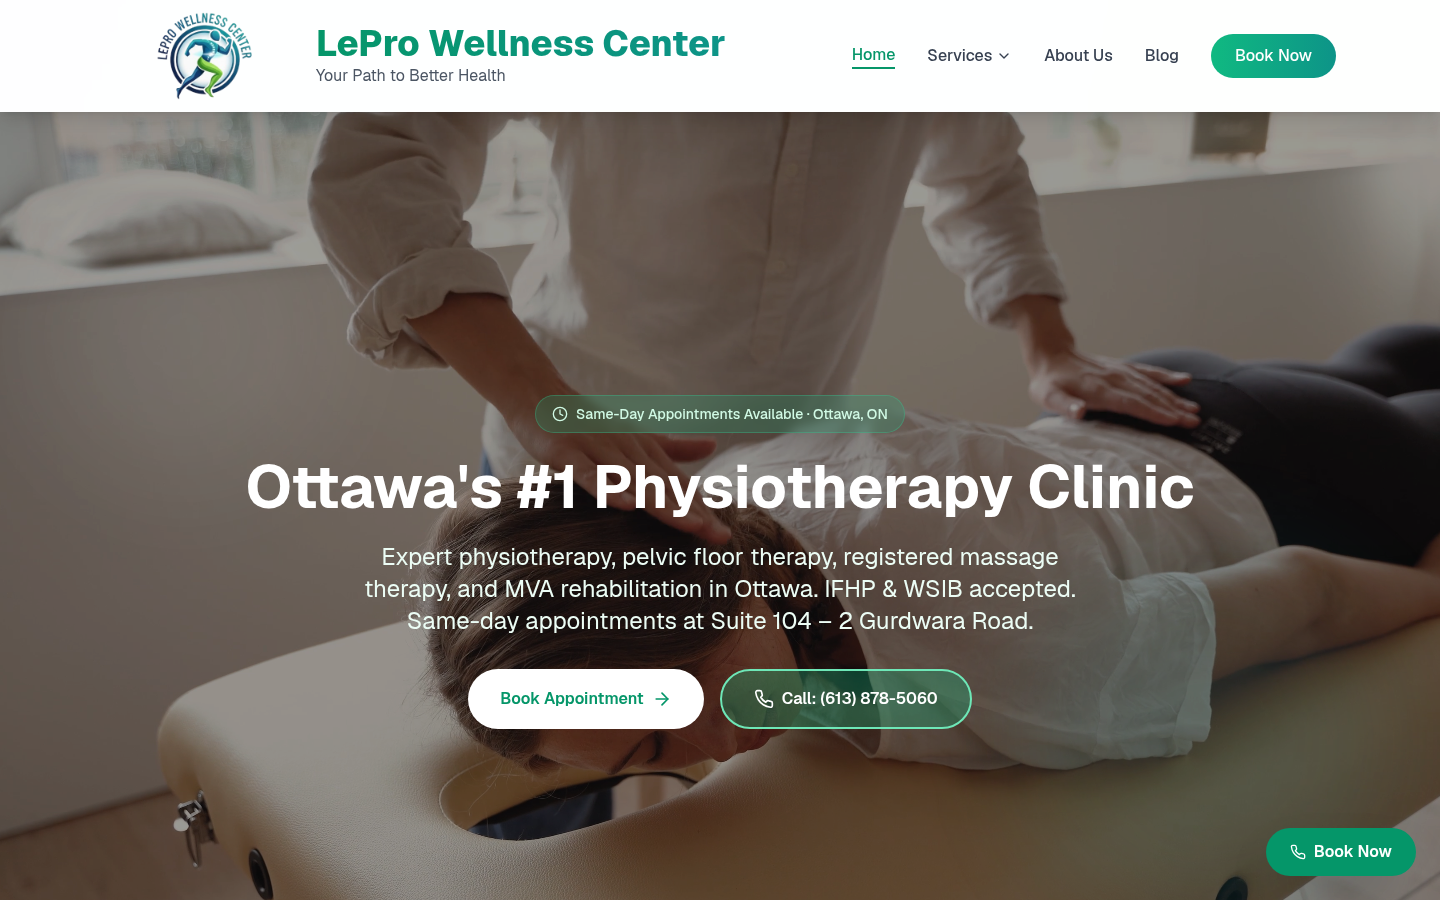 LEPRO WELLNESS CENTER
LePro Wellness Center
Your Path to Better Health
Home
Services
About Us
Blog
Book Now
Same-Day Appointments Available · Ottawa, ON
Ottawa's #1 Physiotherapy Clinic
Expert physiotherapy, pelvic floor therapy, registered massage
therapy, and MVA rehabilitation in Ottawa. IFHP & WSIB accepted.
Same-day appointments at Suite 104 – 2 Gurdwara Road.
Book Appointment
Call: (613) 878-5060
Book Now